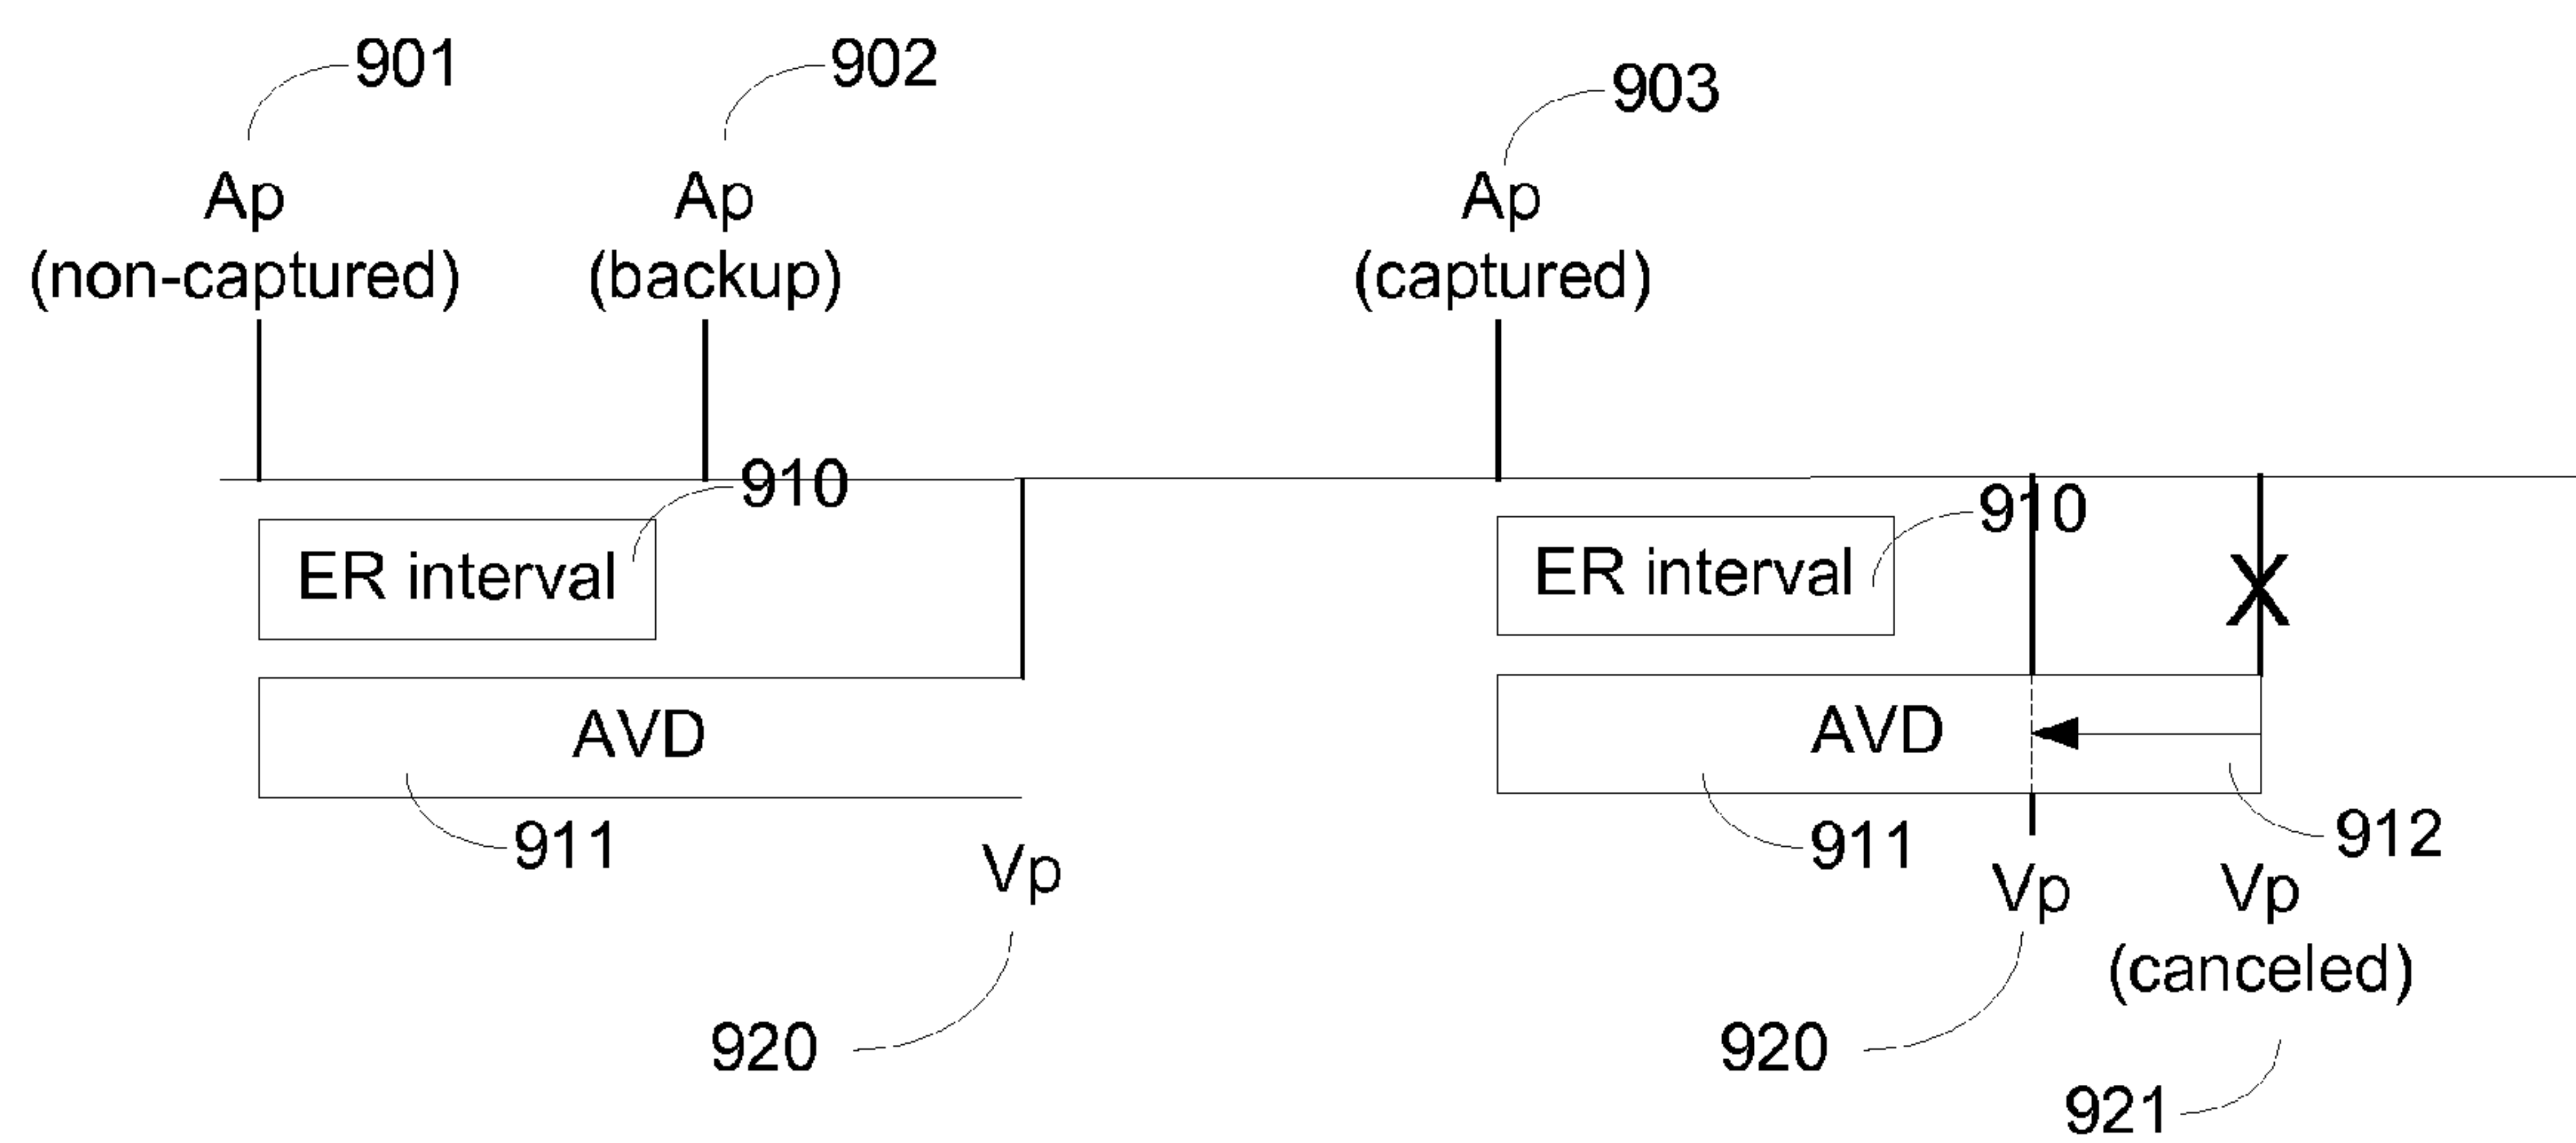 901
902
903
Ap
(non-captured)
Ap
(backup)
Ap
(captured)
910
910
ER interval
ER interval
X
AVD
AVD
911
911
912
Vp
Vp
Vp
(canceled)
920
920
921